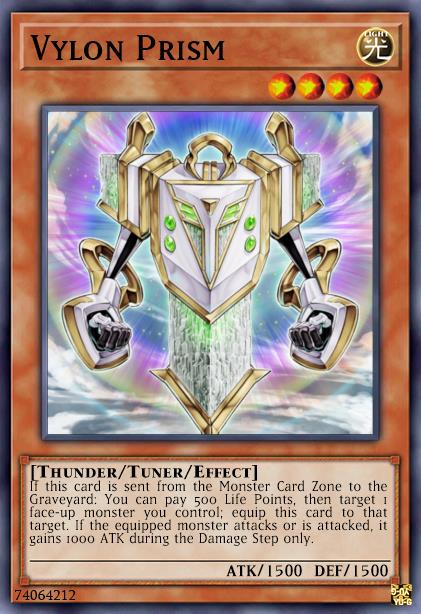 Vylon Prism
LIGHT
光
[Thunder/Tuner/Effect]
If this card is sent from the Monster Card Zone to the
Graveyard: You can pay 500 Life Points, then target 1
face-up monster you control; equip this card to that
target. If the equipped monster attacks or is attacked, it
gains 1000 ATK during the Damage Step only.
ATK/1500 DEF/1500
74064212